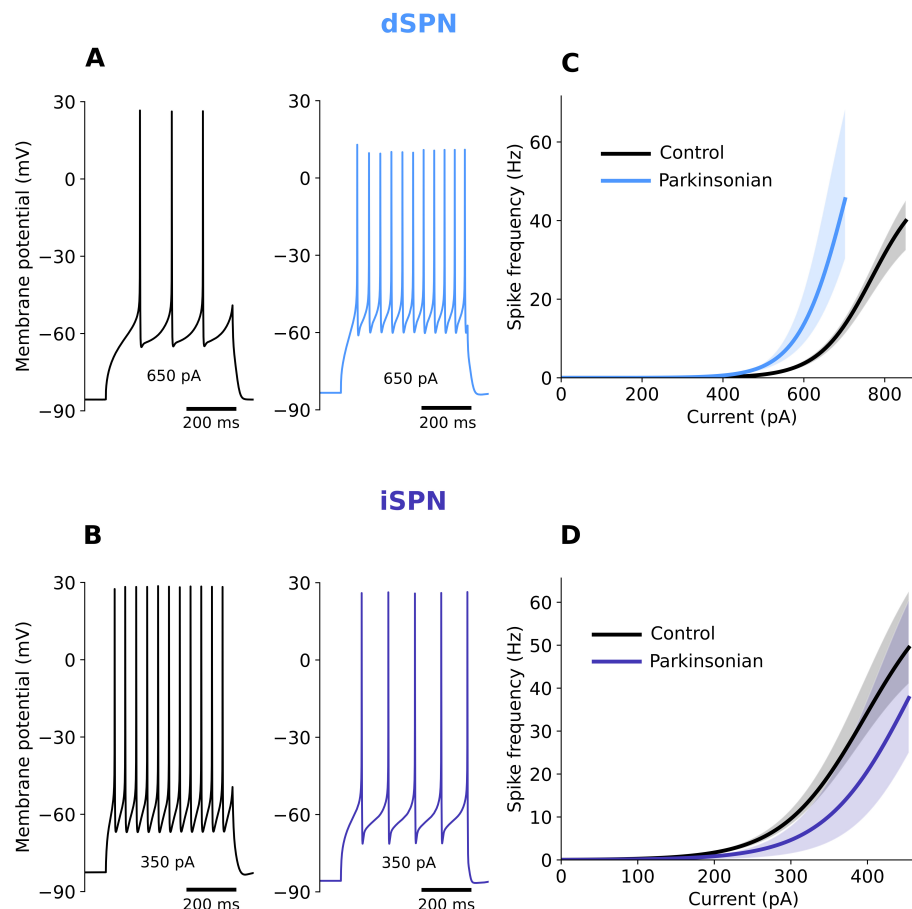 dSPN
A
C
30
0
−30
−60
−90
Membrane potential (mV)
650 pA
200 ms
30
0
−30
−60
−90
650 pA
200 ms
60
40
20
0
Spike frequency (Hz)
Control
Parkinsonian
0 200 400 600 800
Current (pA)
iSPN
B
D
30
0
−30
−60
−90
Membrane potential (mV)
350 pA
200 ms
30
0
−30
−60
−90
350 pA
200 ms
60
50
40
30
20
10
0
Spike frequency (Hz)
Control
Parkinsonian
0 100 200 300 400
Current (pA)